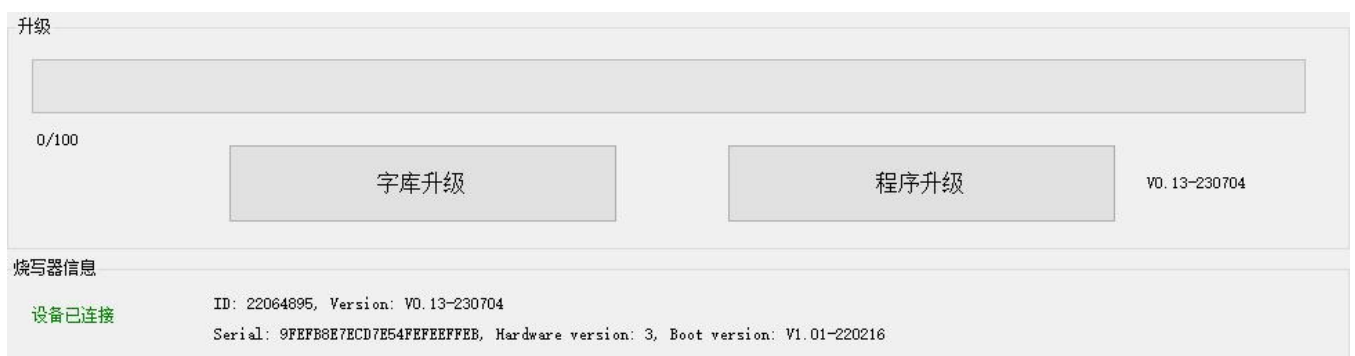 升级
0/100
字库升级
程序升级
V0.13-230704
烧写器信息
设备已连接
ID: 22064895, Version: V0.13-230704
Serial: 9FEFB8E7ECD7E54FEFEEFFEB, Hardware version: 3, Boot version: V1.01-220216